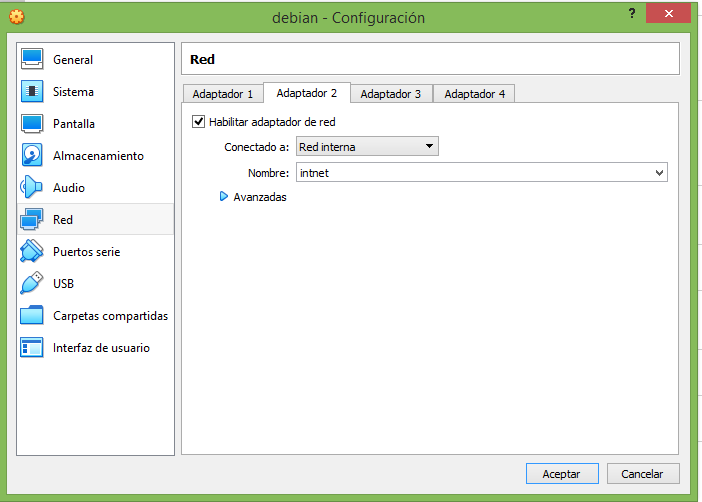 debian - Configuración
?
General
Sistema
Pantalla
Almacenamiento
Audio
Red
Puertos serie
USB
Carpetas compartidas
Interfaz de usuario
Red
Adaptador 1 Adaptador 2 Adaptador 3 Adaptador 4
Habilitar adaptador de red
Conectado a: Red interna
Nombre: intnet
Avanzadas
Aceptar Cancelar